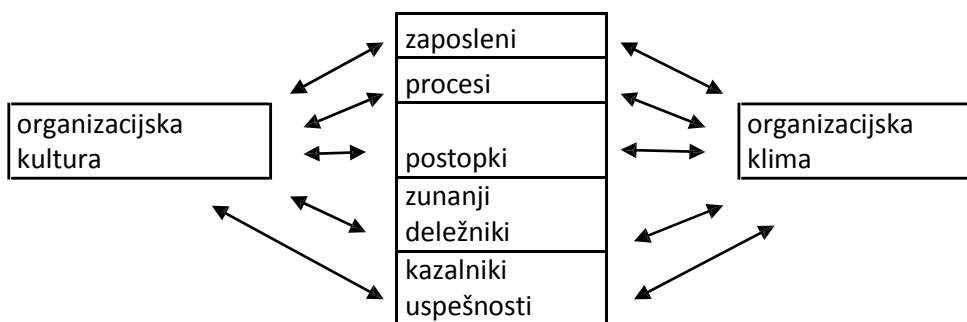 zaposleni
procesi
organizacijska
kultura
postopki
organizacijska
klima
zunanji
deležniki
kazalniki
uspešnosti